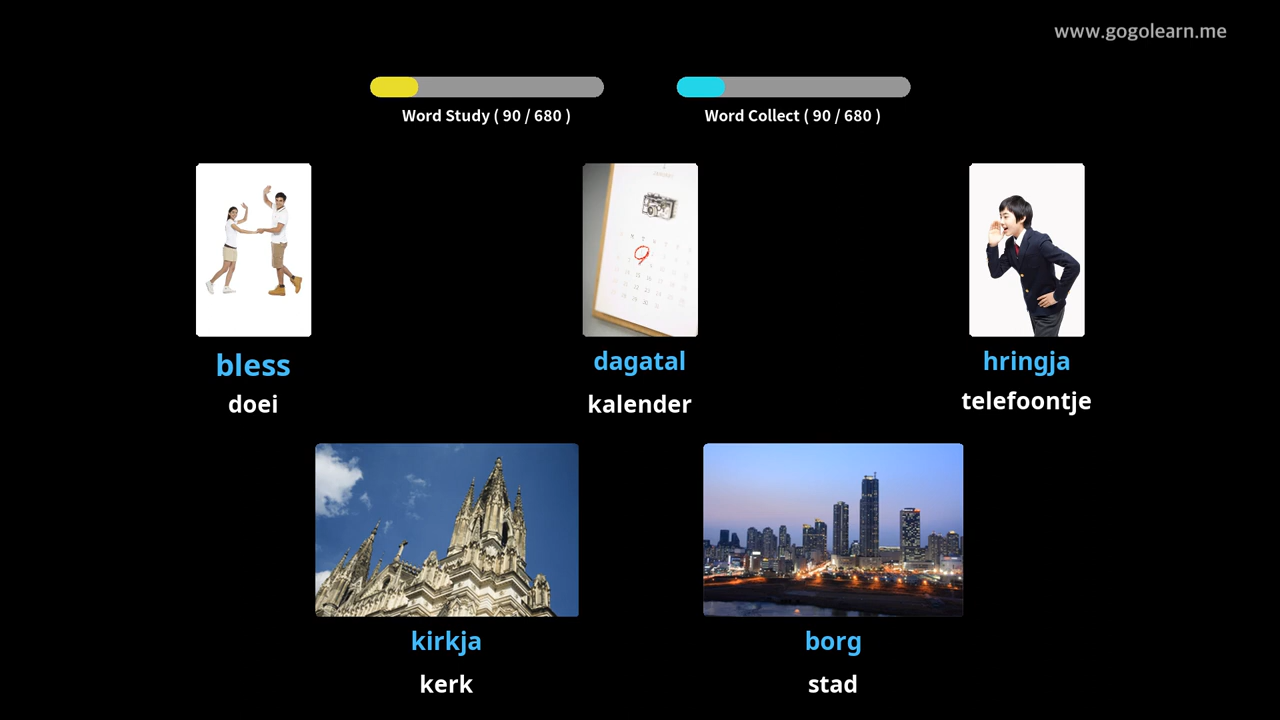 www.gogolearn.me
Word Study ( 90 / 680 )
Word Collect ( 90 / 680 )
bless
doei
dagatal
kalender
hringja
telefoontje
kirkja
kerk
borg
stad